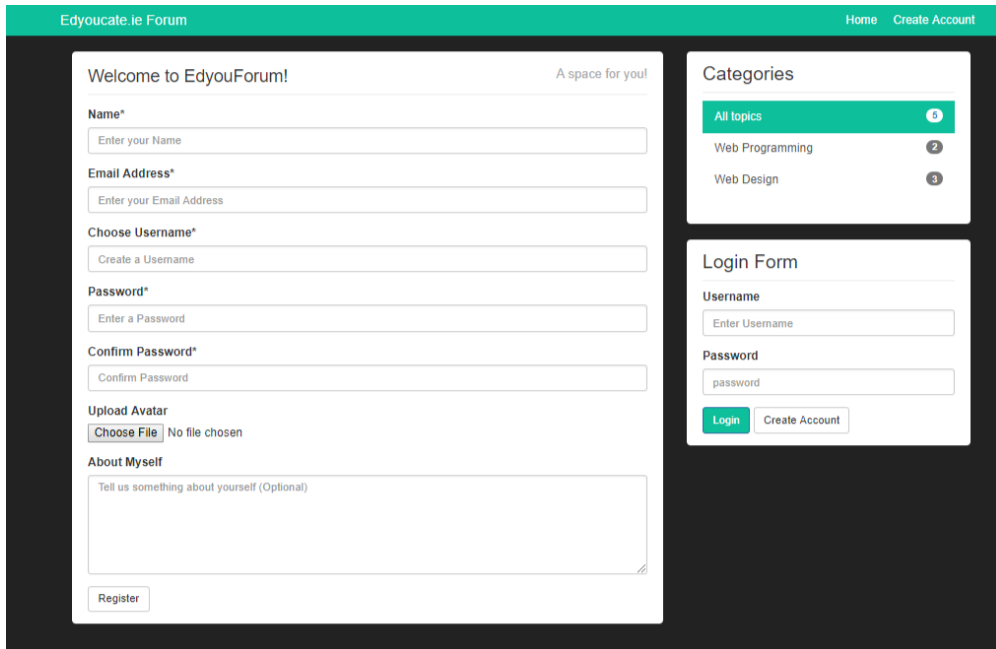 Edyoucate.ie Forum
Home Create Account
Welcome to EdyouForum!
A space for you!
Name*
Enter your Name
Email Address*
Enter your Email Address
Choose Username*
Create a Username
Password*
Enter a Password
Confirm Password*
Confirm Password
Upload Avatar
Choose File No file chosen
About Myself
Tell us something about yourself (Optional)
Register
Categories
All topics 5
Web Programming 2
Web Design 3
Login Form
Username
Enter Username
Password
password
Login Create Account